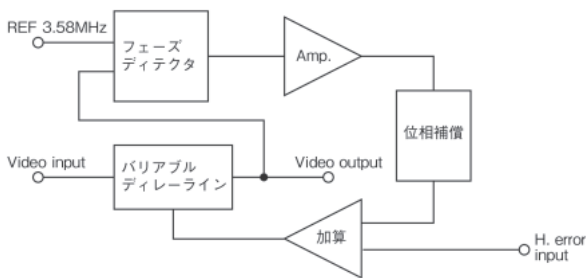 REF 3.58MHz
フェーズ
ディテクタ
Amp.
位相補償
Video input
バリアブル
ディレーライン
Video output
加算
H. error
input